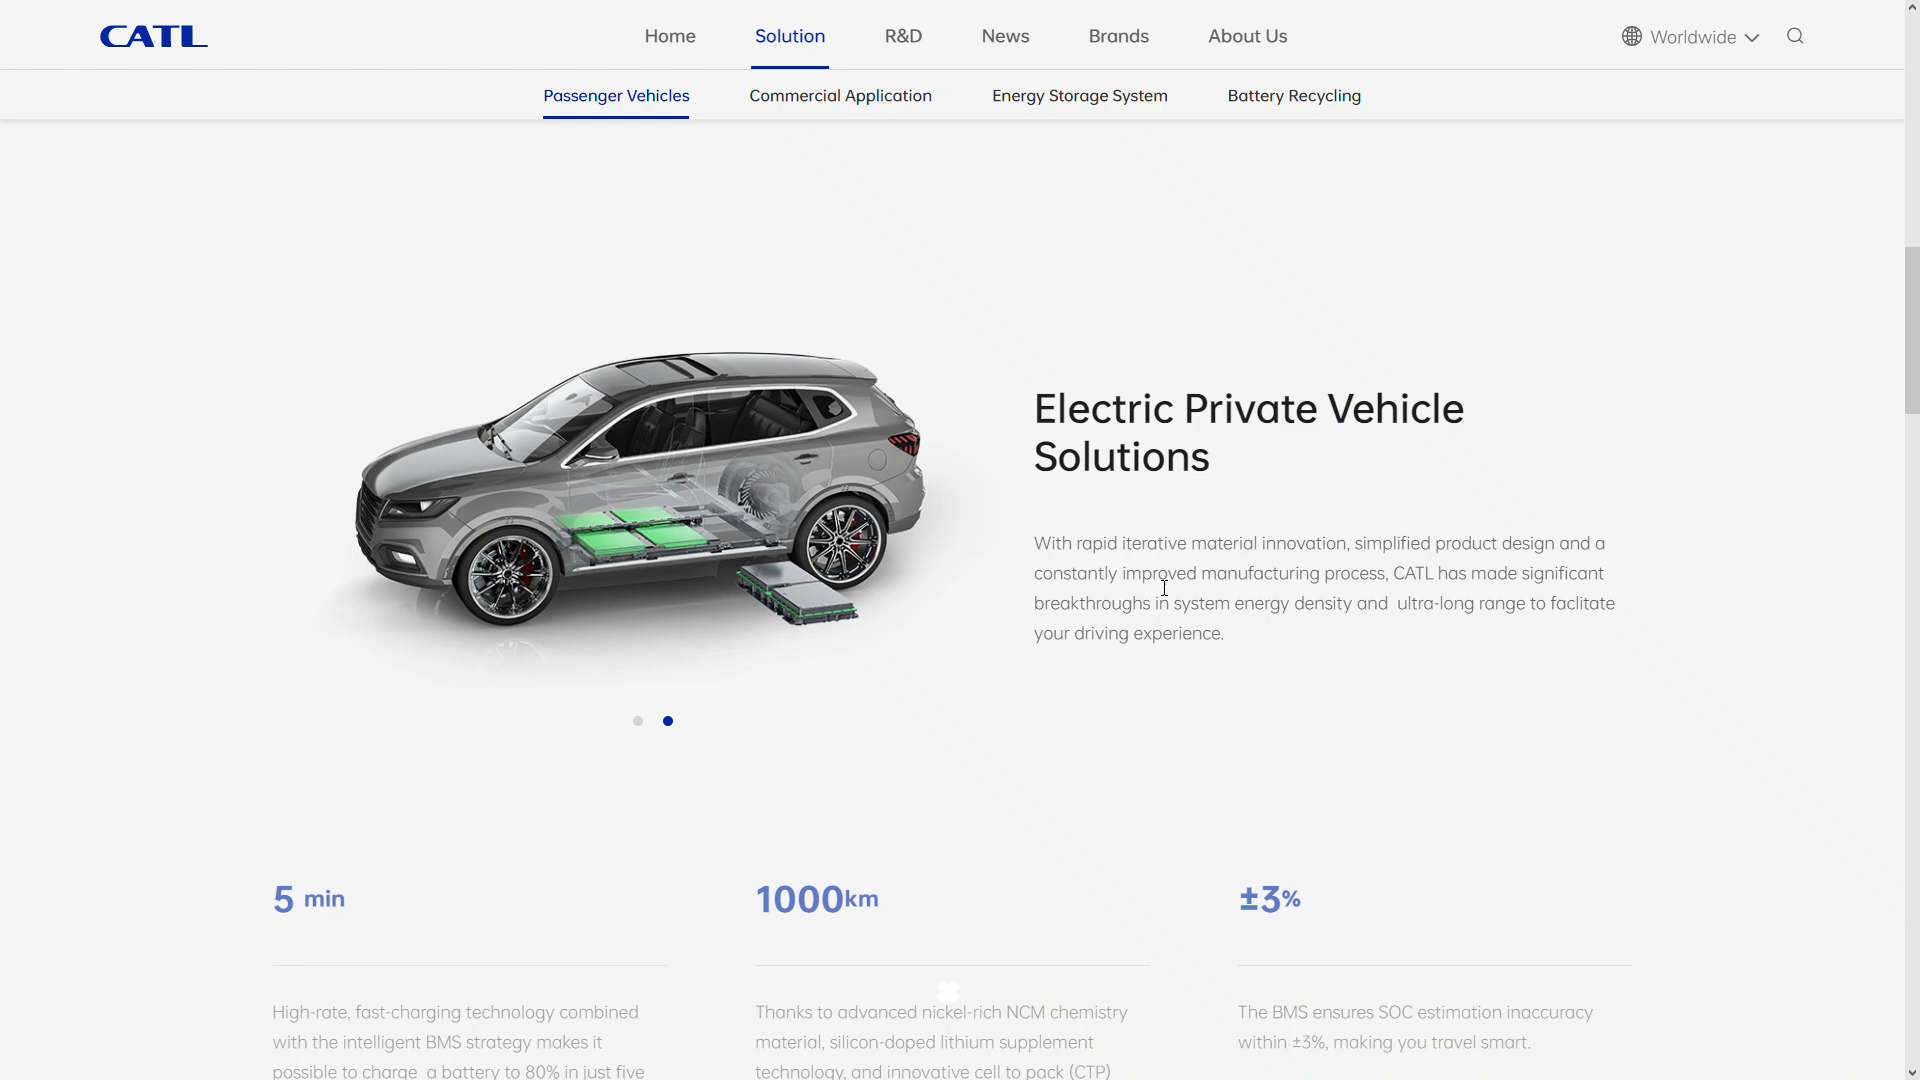 CATL
Home Solution R&D News Brands About Us Worldwide
Passenger Vehicles Commercial Application Energy Storage System Battery Recycling
Electric Private Vehicle
Solutions
With rapid iterative material innovation, simplified product design and a
constantly improved manufacturing process, CATL has made significant
breakthroughs in system energy density and ultra-long range to faclitate
your driving experience.
5 min
1000km
±3%
High-rate, fast-charging technology combined
with the intelligent BMS strategy makes it
possible to charge a battery to 80% in just five
Thanks to advanced nickel-rich NCM chemistry
material, silicon-doped lithium supplement
technology, and innovative cell to pack (CTP)
The BMS ensures SOC estimation inaccuracy
within ±3%, making you travel smart.